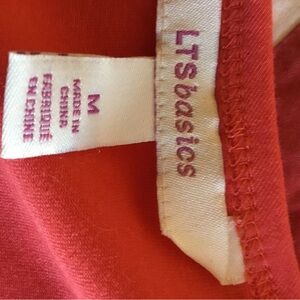 LTSbasics
M
MADE IN
CHINA
FABRIQUÉ
EN CHINE